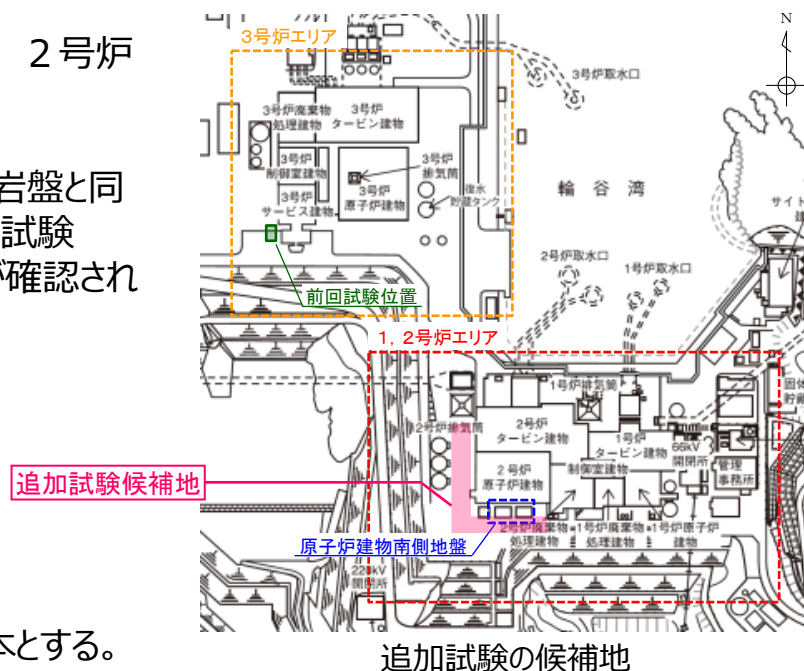 ２号炉
岩盤と同
試験
が確認され
本とする。
N
3号炉エリア
3号炉取水口
3号炉廃棄物
処理建物
3号炉
タービン建物
3号炉
制御室建物
3号炉
排気筒
3号炉
原子炉建物
復水
貯蔵タンク
3号炉
サービス建物
輪谷湾
サイト
前回試験位置
2号炉取水口
1号炉取水口
1，2号炉エリア
1号炉排気筒
固体
貯蔵
2号炉排気筒
2号炉
タービン建物
1号炉
タービン建物
66kV
開閉所
管理
事務所
制御室建物
2号炉
原子炉建物
追加試験候補地
2号炉廃棄物
処理建物
1号炉廃棄物
処理建物
1号炉原子炉
建物
原子炉建物南側地盤
220kV
開閉所
追加試験の候補地